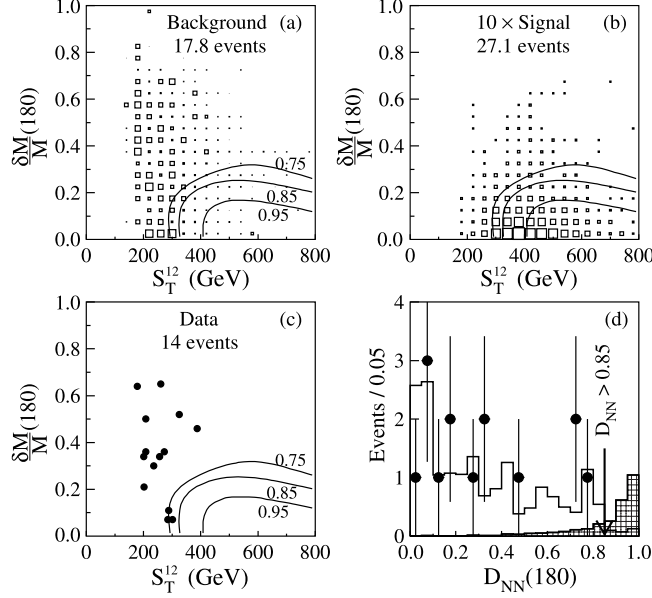 Background (a)
17.8 events
1.0
0.8
0.6
0.4
0.2
0.0
δM/M (180)
0.75
0.85
0.95
0 200 400 600 800
S_T^12 (GeV)
10 × Signal (b)
27.1 events
1.0
0.8
0.6
0.4
0.2
0.0
δM/M (180)
0.75
0.85
0.95
0 200 400 600 800
S_T^12 (GeV)
Data (c)
14 events
1.0
0.8
0.6
0.4
0.2
0.0
δM/M (180)
0.75
0.85
0.95
0 200 400 600 800
S_T^12 (GeV)
(d)
4
3
2
1
0
Events / 0.05
D_NN > 0.85
0.0 0.2 0.4 0.6 0.8 1.0
D_NN(180)